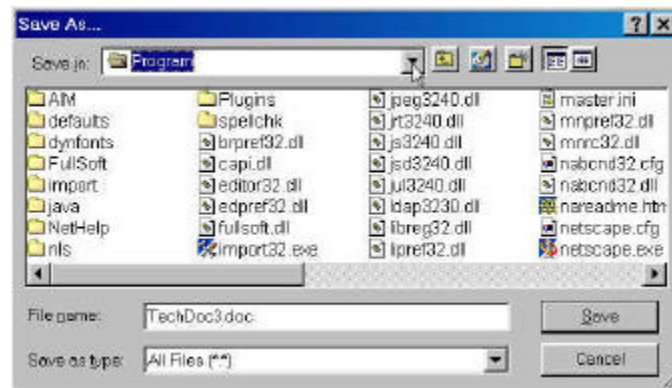 Save As...
Save in: Program
AIM
defaults
dynfonts
FullSoft
import
java
NetHelp
nls
Plugins
spellchk
brpref32.dll
capi.dll
editor32.dll
edpref32.dll
fullsoft.dll
import32.exe
jpeg3240.dll
jrt3240.dll
js3240.dll
jsd3240.dll
jul3240.dll
ldap3230.dll
libreg32.dll
lipref32.dll
master.ini
mnpref32.dll
mnrc32.dll
nabcnd32.cfg
nabcnd32.dll
nareadme.htm
netscape.cfg
netscape.exe
File name: TechDoc3.doc
Save
Save as type: All Files (*.*)
Cancel